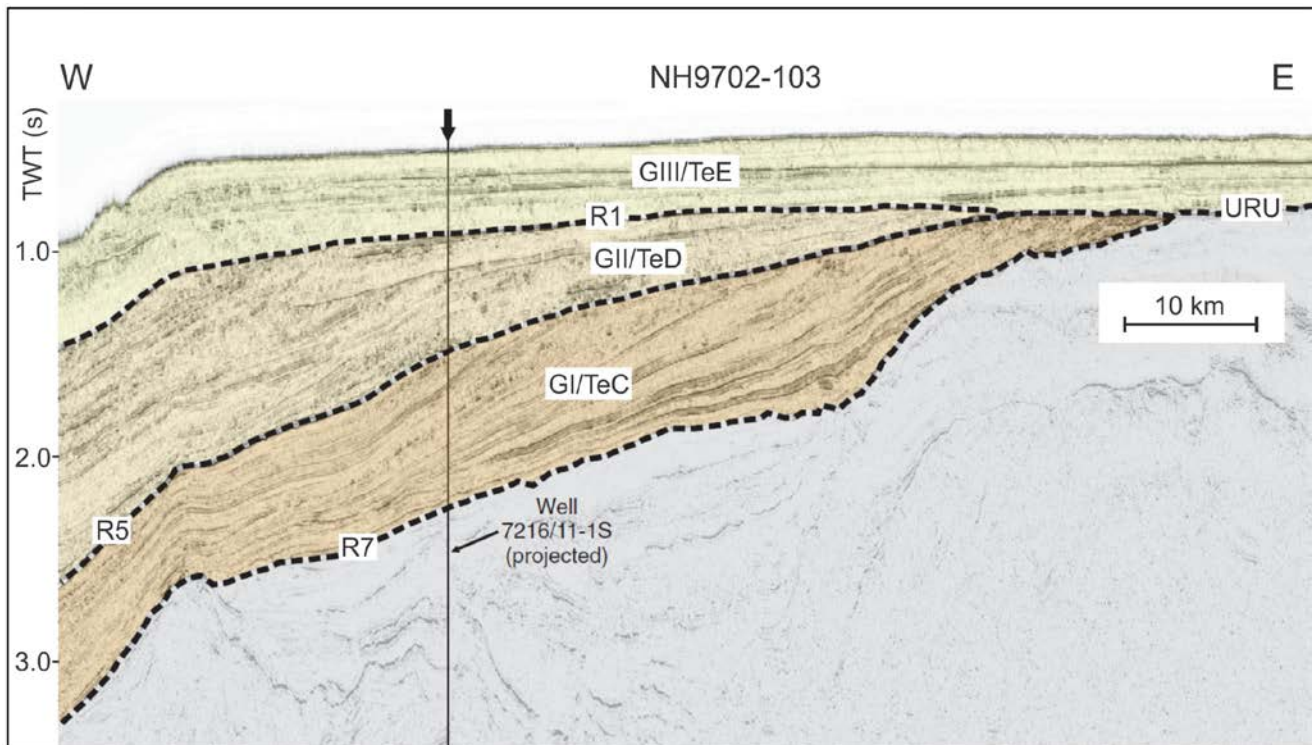 W
NH9702-103
E
TWT (s)
GIII/TeE
R1
URU
1.0
GII/TeD
10 km
GI/TeC
2.0
Well
7216/11-1S
(projected)
R5
R7
3.0